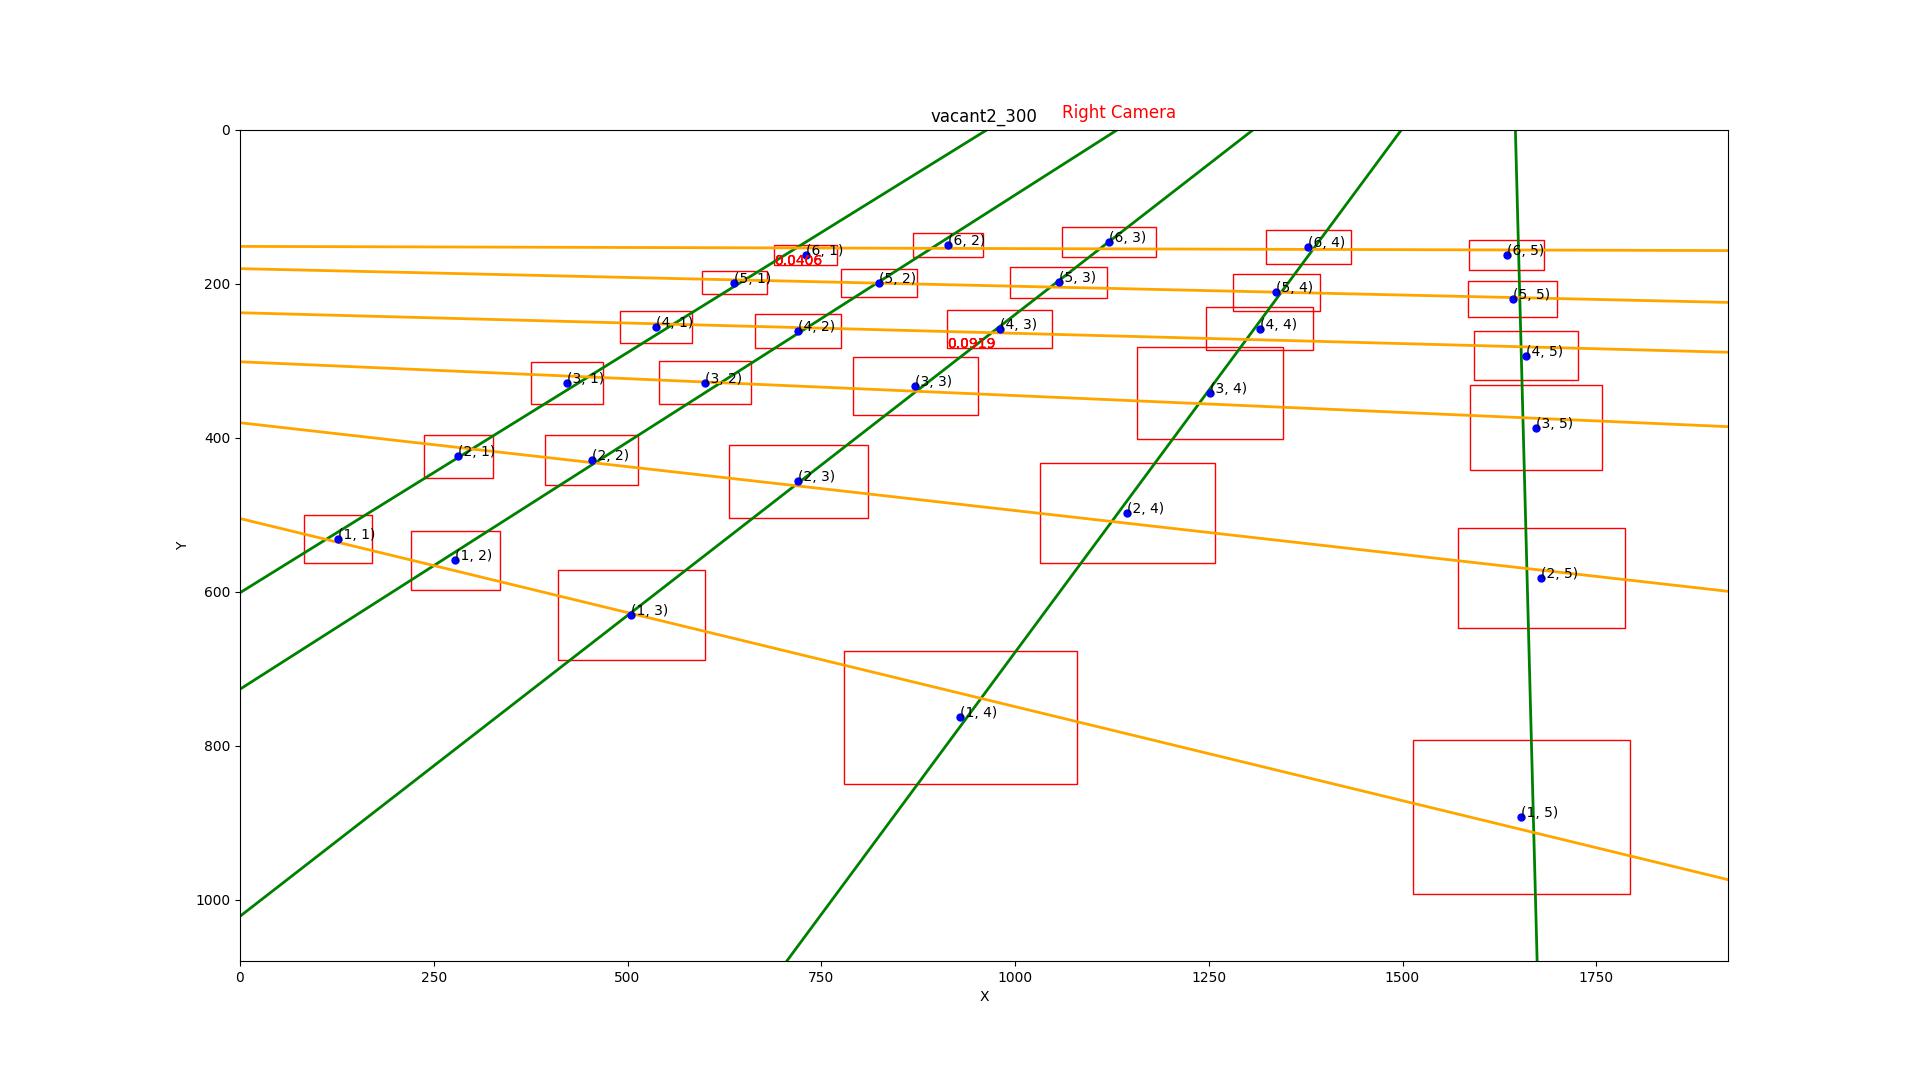 vacant2_300 Right Camera
0
(6, 1) (6, 2) (6, 3) (6, 4) (6, 5)
0.0406
(5, 1) (5, 2) (5, 3) (5, 4) (5, 5)
200
(4, 1) (4, 2) (4, 3) (4, 4) (4, 5)
0.0919
(3, 1) (3, 2) (3, 3) (3, 4) (3, 5)
400
(2, 1) (2, 2) (2, 3) (2, 4) (2, 5)
(1, 1) (1, 2) (1, 3) (1, 4) (1, 5)
Y
600
800
1000
0 250 500 750 1000 1250 1500 1750
X